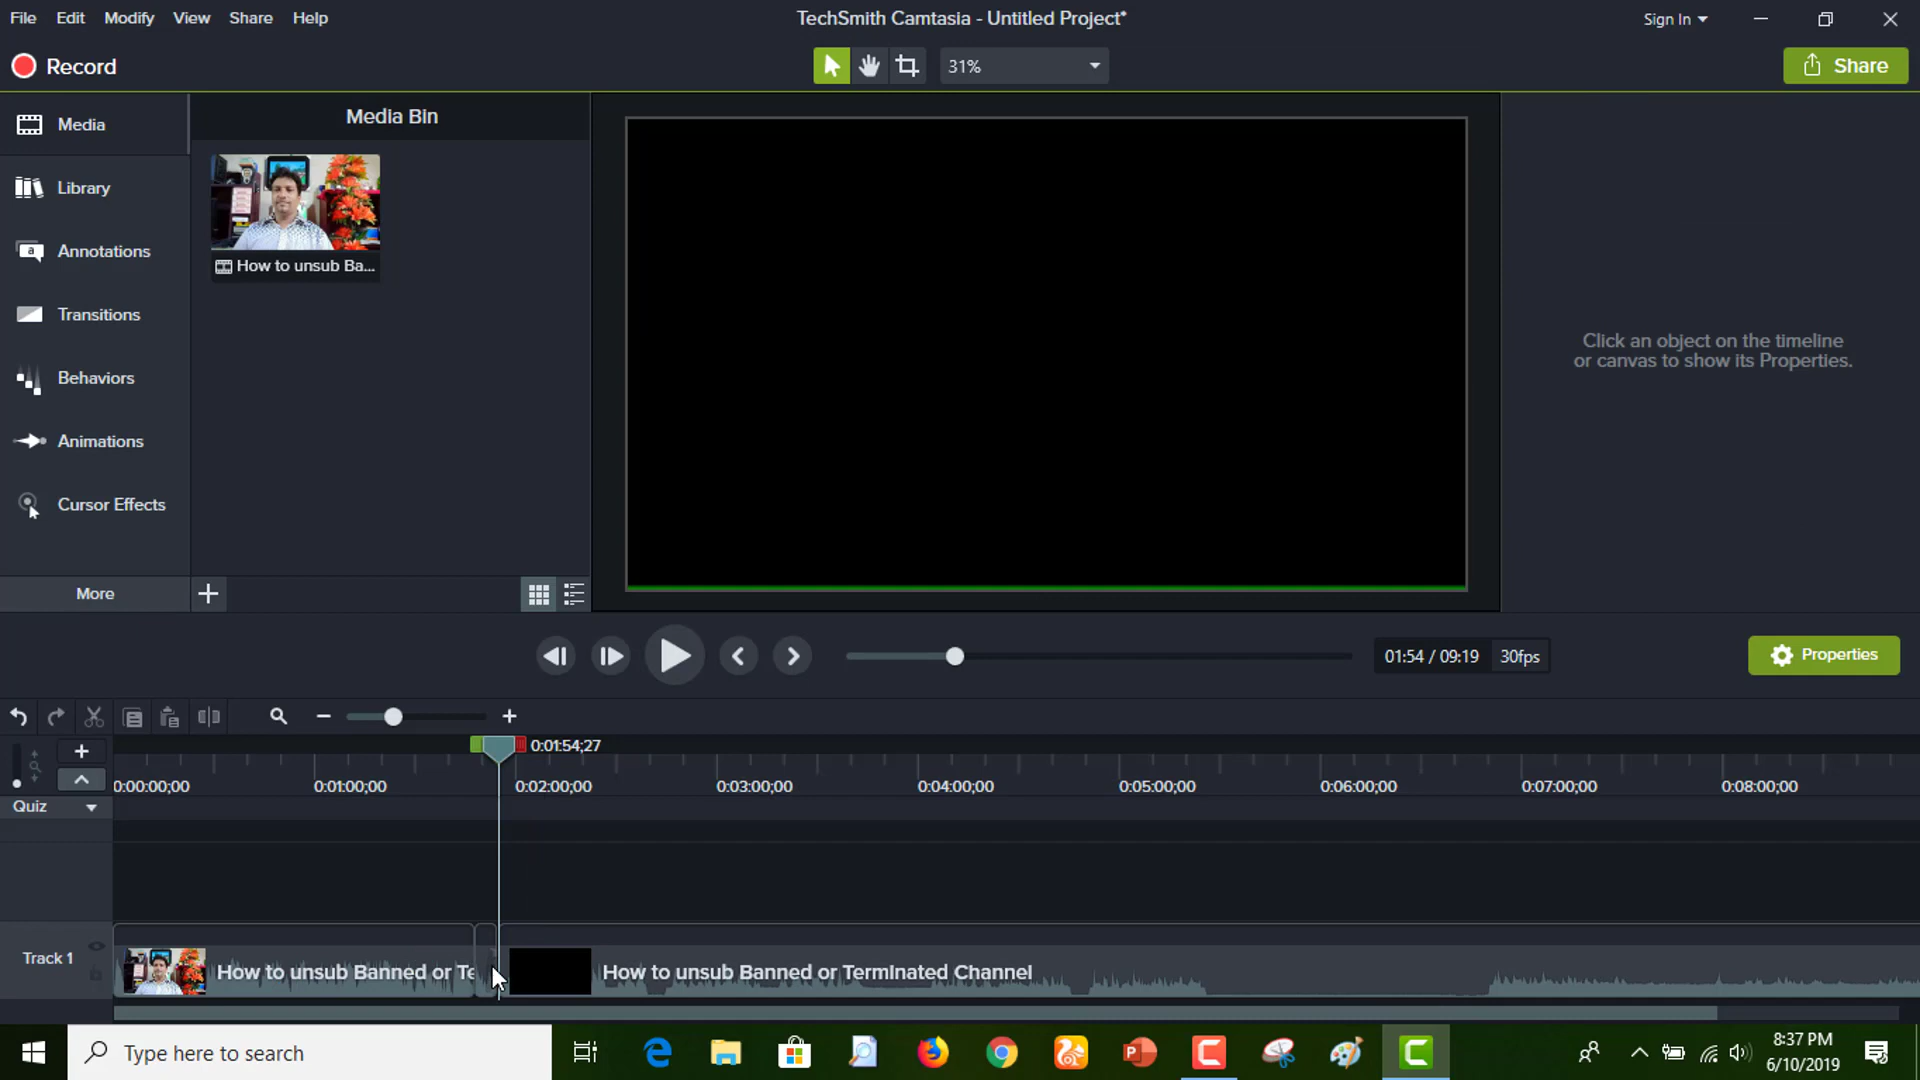 File Edit Modify View Share Help
TechSmith Camtasia - Untitled Project*
Sign In
Record
31%
Share
Media
Media Bin
Library
Annotations
Transitions
Behaviors
Animations
Cursor Effects
More
How to unsub Ba...
Click an object on the timeline
or canvas to show its Properties.
01:54 / 09:19
30fps
Properties
0:01:54;27
0:00:00;00
0:01:00;00
0:02:00;00
0:03:00;00
0:04:00;00
0:05:00;00
0:06:00;00
0:07:00;00
0:08:00;00
Quiz
Track 1
How to unsub Banned or Te
How to unsub Banned or Terminated Channel
Type here to search
8:37 PM
6/10/2019